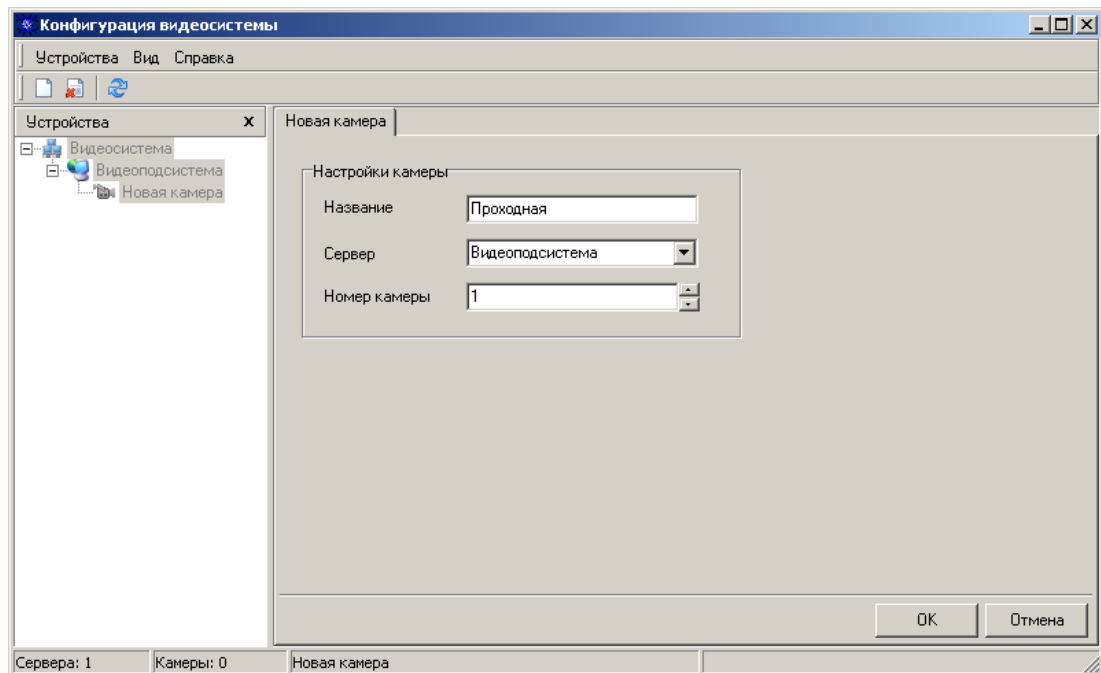 Конфигурация видеосистемы
Устройства Вид Справка
Устройства x
Новая камера
Видеосистема
Видеоподсистема
Новая камера
Настройки камеры
Название Проходная
Сервер Видеоподсистема
Номер камеры 1
OK Отмена
Сервера: 1 Камеры: 0 Новая камера